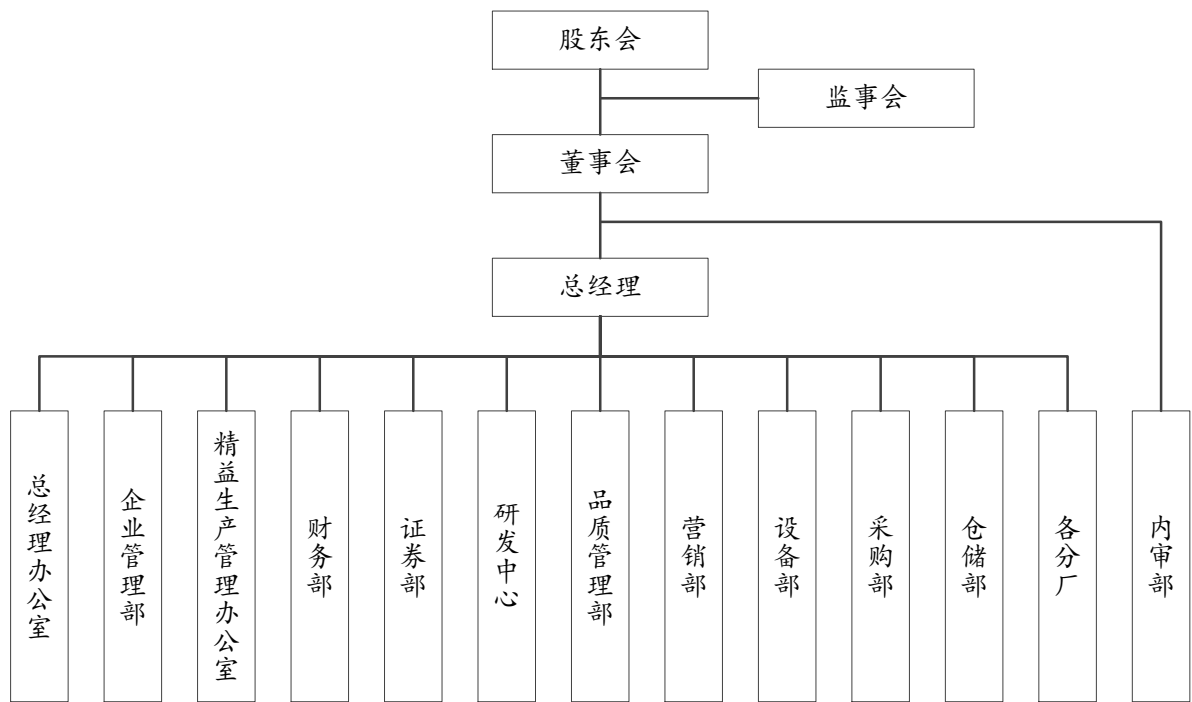 股东会
监事会
董事会
总经理
总经理办公室
企业管理部
精益生产管理办公室
财务部
证券部
研发中心
品质管理部
营销部
设备部
采购部
仓储部
各分厂
内审部